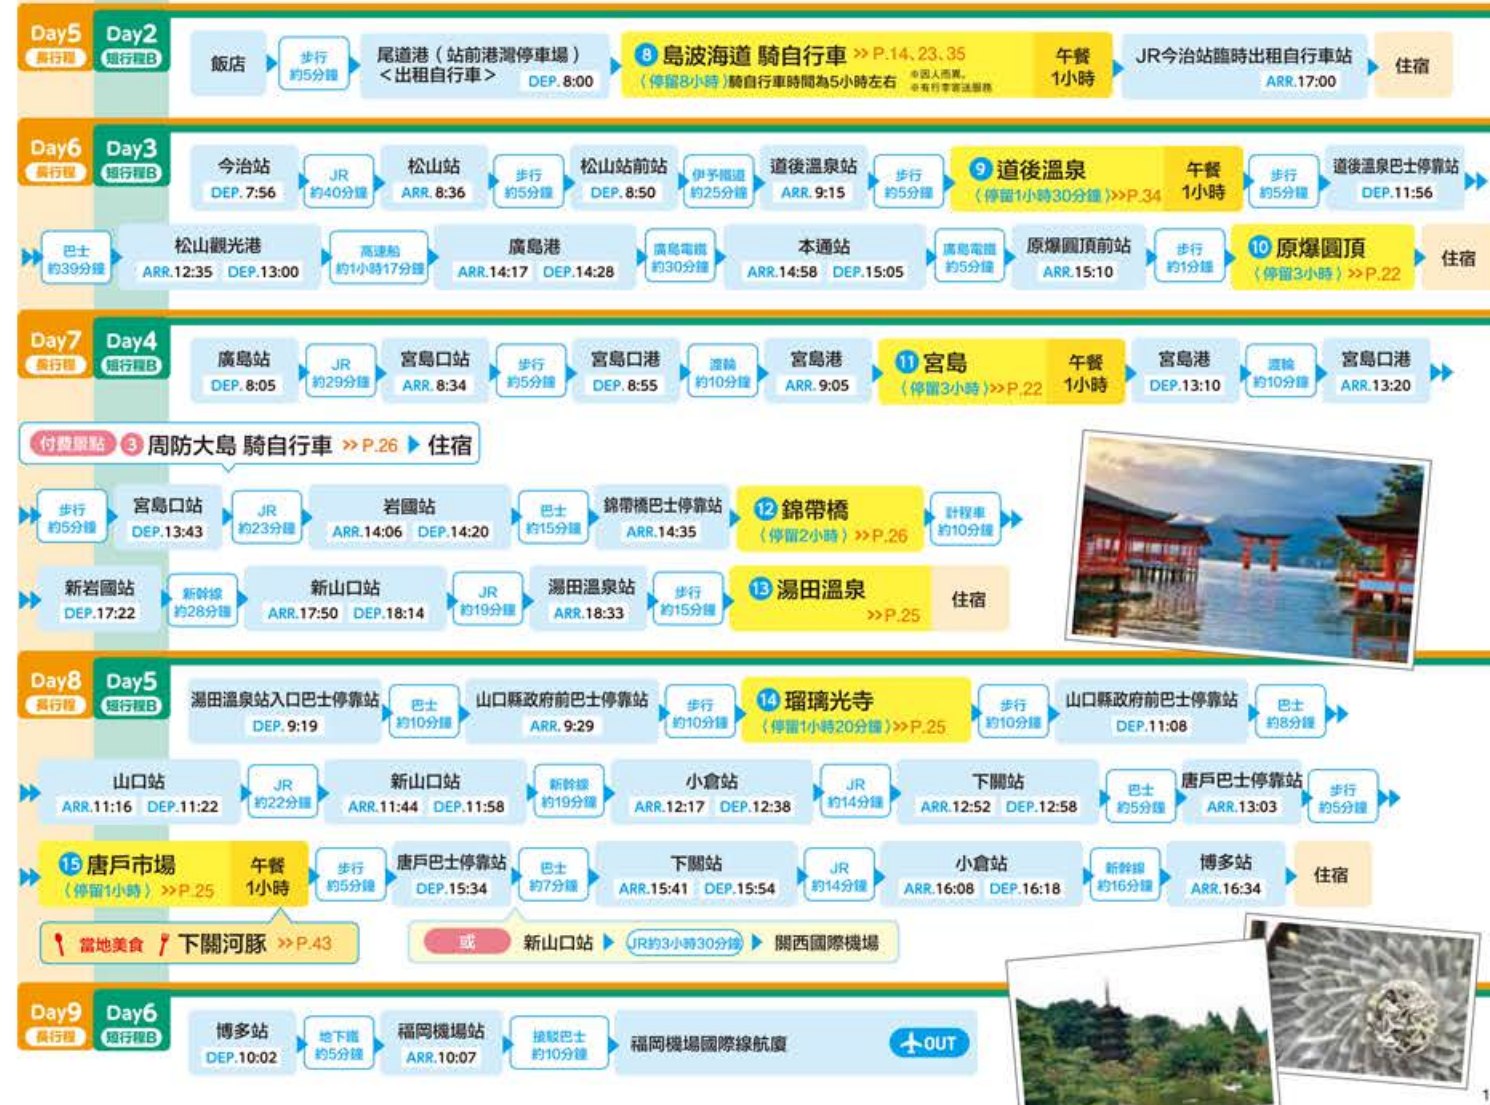 Day5 長行程 Day2 短行程B
飯店 步行 約5分鐘 尾道港（站前港灣停車場）<出租自行車> DEP. 8:00 8 島波海道 騎自行車 >> P.14、23、35 （停留8小時）騎自行車時間為5小時左右 ※因人而異。 ※有行李寄送服務 午餐 1小時 JR今治站臨時出租自行車站 ARR.17:00 住宿
Day6 長行程 Day3 短行程B
今治站 DEP. 7:56 JR 約40分鐘 松山站 ARR. 8:36 步行 約5分鐘 松山站前站 DEP. 8:50 伊予鐵道 約25分鐘 道後溫泉站 ARR. 9:15 步行 約5分鐘 9 道後溫泉 （停留1小時30分鐘）>>P.34 午餐 1小時 步行 約5分鐘 道後溫泉巴士停靠站 DEP.11:56
巴士 約39分鐘 松山觀光港 ARR.12:35 DEP.13:00 高速船 約1小時17分鐘 廣島港 ARR.14:17 DEP.14:28 廣島電鐵 約30分鐘 本通站 ARR.14:58 DEP.15:05 廣島電鐵 約5分鐘 原爆圓頂前站 ARR.15:10 步行 約1分鐘 10 原爆圓頂 （停留3小時）>>P.22 住宿
Day7 長行程 Day4 短行程B
廣島站 DEP. 8:05 JR 約29分鐘 宮島口站 ARR. 8:34 步行 約5分鐘 宮島口港 DEP. 8:55 渡輪 約10分鐘 宮島港 ARR. 9:05 11 宮島 （停留3小時）>>P.22 午餐 1小時 宮島港 DEP.13:10 渡輪 約10分鐘 宮島口港 ARR.13:20
付費景點 3 周防大島 騎自行車 >> P.26 住宿
步行 約5分鐘 宮島口站 DEP.13:43 JR 約23分鐘 岩國站 ARR.14:06 DEP.14:20 巴士 約15分鐘 錦帶橋巴士停靠站 ARR.14:35 12 錦帶橋 （停留2小時）>>P.26 計程車 約10分鐘
新岩國站 DEP.17:22 新幹線 約28分鐘 新山口站 ARR.17:50 DEP.18:14 JR 約19分鐘 湯田溫泉站 ARR.18:33 步行 約15分鐘 13 湯田溫泉 >>P.25 住宿
Day8 長行程 Day5 短行程B
湯田溫泉站入口巴士停靠站 DEP. 9:19 巴士 約10分鐘 山口縣政府前巴士停靠站 ARR. 9:29 步行 約10分鐘 14 瑠璃光寺 （停留1小時20分鐘）>>P.25 步行 約10分鐘 山口縣政府前巴士停靠站 DEP.11:08 巴士 約8分鐘
山口站 ARR.11:16 DEP.11:22 JR 約22分鐘 新山口站 ARR.11:44 DEP.11:58 新幹線 約19分鐘 小倉站 ARR.12:17 DEP.12:38 JR 約14分鐘 下關站 ARR.12:52 DEP.12:58 巴士 約5分鐘 唐戶巴士停靠站 ARR.13:03 步行 約5分鐘
15 唐戶市場 （停留1小時）>>P.25 午餐 1小時 步行 約5分鐘 唐戶巴士停靠站 DEP.15:34 巴士 約7分鐘 下關站 ARR.15:41 DEP.15:54 JR 約14分鐘 小倉站 ARR.16:08 DEP.16:18 新幹線 約16分鐘 博多站 ARR.16:34 住宿
當地美食 下關河豚 >>P.43 或 新山口站 JR約3小時30分鐘 關西國際機場
Day9 長行程 Day6 短行程B
博多站 DEP.10:02 地下鐵 約5分鐘 福岡機場站 ARR.10:07 接駁巴士 約10分鐘 福岡機場國際線航廈 OUT